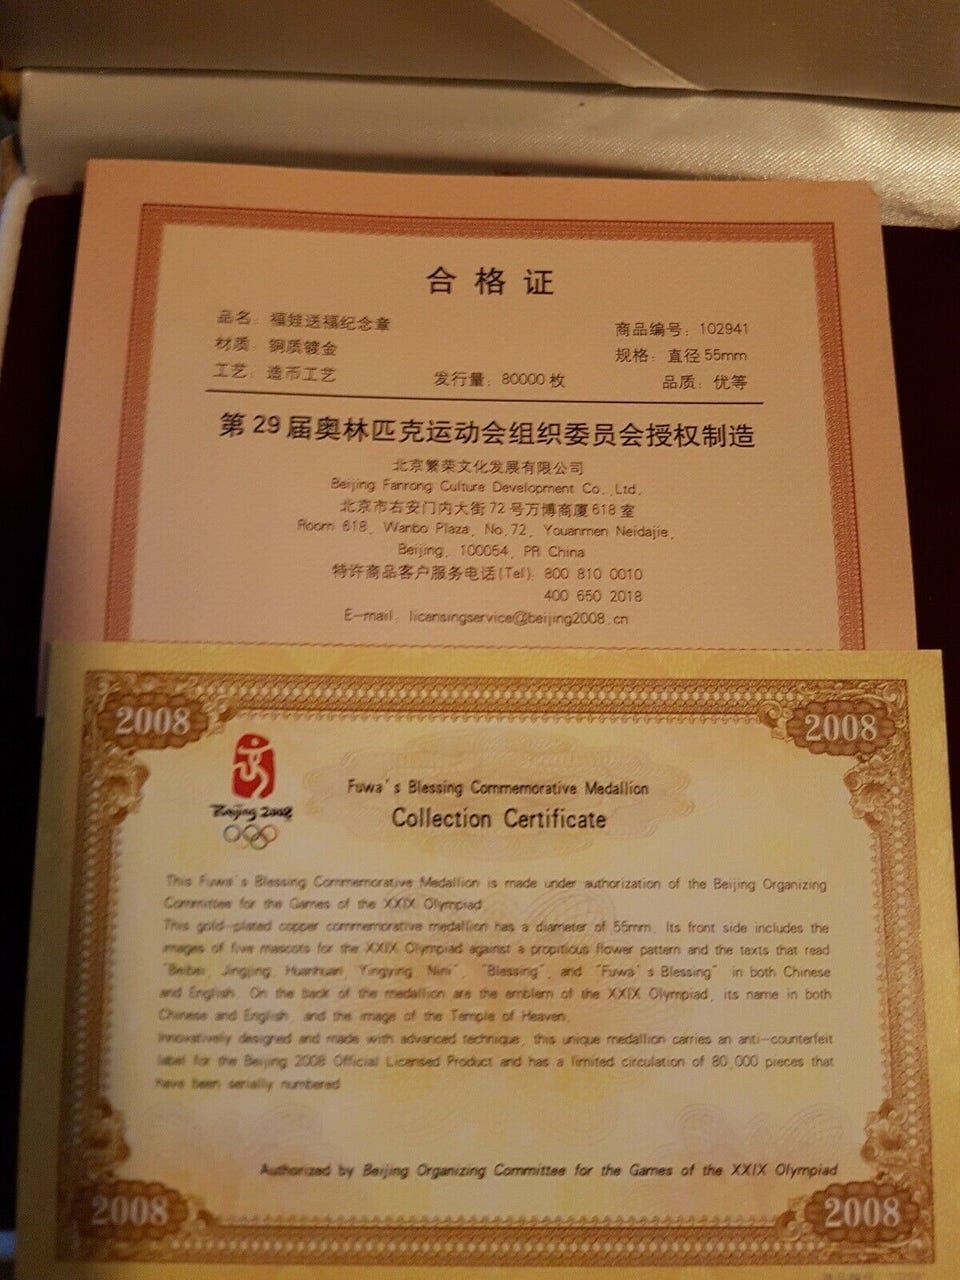 合格证
品名：福娃送福纪念章
商品编号：102941
材质：铜质镀金
规格：直径55mm
工艺：造币工艺
发行量：80000枚
品质：优等
第29届奥林匹克运动会组织委员会授权制造
北京繁荣文化发展有限公司
Beijing Fanrong Culture Development Co.,Ltd.
北京市右安门内大街72号万博商厦618室
Room 618, Wanbo Plaza, No.72, Youanmen Neidajie,
Beijing, 100054, PR China
特许商品客户服务电话(Tel): 800 810 0010
400 650 2018
E-mail: licensingservice@beijing2008.cn
2008
2008
Beijing 2008
Fuwa's Blessing Commemorative Medallion
Collection Certificate
This Fuwa's Blessing Commemorative Medallion is made under authorization of the Beijing Organizing
Committee for the Games of the XXIX Olympiad.
This gold-plated copper commemorative medallion has a diameter of 55mm. Its front side includes the
images of five mascots for the XXIX Olympiad against a propitious flower pattern and the texts that read
"Beibei, Jingjing, Huanhuan, Yingying, Nini", "Blessing", and "Fuwa's Blessing" in both Chinese
and English. On the back of the medallion are the emblem of the XXIX Olympiad, its name in both
Chinese and English, and the image of the Temple of Heaven.
Innovatively designed and made with advanced technique, this unique medallion carries an anti-counterfeit
label for the Beijing 2008 Official Licensed Product and has a limited circulation of 80,000 pieces that
have been serially numbered.
Authorized by Beijing Organizing Committee for the Games of the XXIX Olympiad
2008
2008